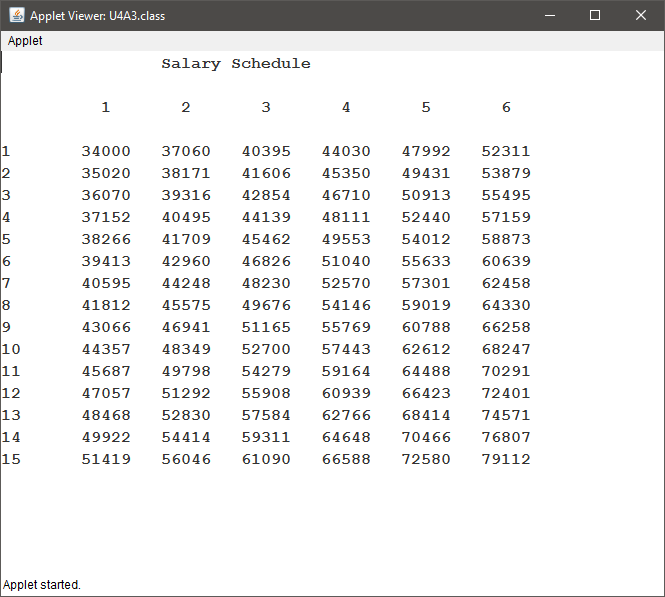 Applet Viewer: U4A3.class
Applet
Salary Schedule
1 2 3 4 5 6
1 34000 37060 40395 44030 47992 52311
2 35020 38171 41606 45350 49431 53879
3 36070 39316 42854 46710 50913 55495
4 37152 40495 44139 48111 52440 57159
5 38266 41709 45462 49553 54012 58873
6 39413 42960 46826 51040 55633 60639
7 40595 44248 48230 52570 57301 62458
8 41812 45575 49676 54146 59019 64330
9 43066 46941 51165 55769 60788 66258
10 44357 48349 52700 57443 62612 68247
11 45687 49798 54279 59164 64488 70291
12 47057 51292 55908 60939 66423 72401
13 48468 52830 57584 62766 68414 74571
14 49922 54414 59311 64648 70466 76807
15 51419 56046 61090 66588 72580 79112
Applet started.